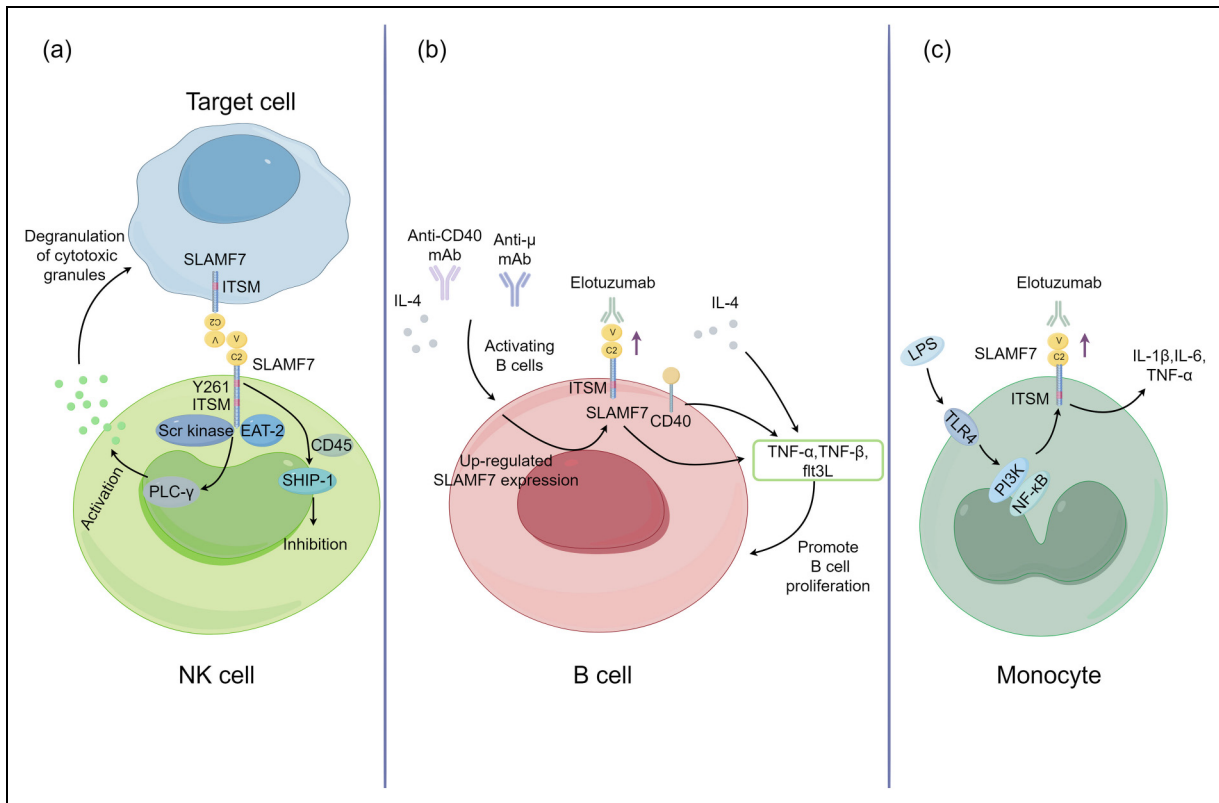 (a)
Target cell
Degranulation
of cytotoxic
granules
SLAMF7
ITSM
C2
V
V
C2
SLAMF7
Y261
ITSM
Scr kinase
EAT-2
CD45
SHIP-1
PLC-γ
Activation
Inhibition
NK cell
(b)
Anti-CD40
mAb
Anti-μ
mAb
IL-4
Activating
B cells
Elotuzumab
V
C2
IL-4
ITSM
SLAMF7
CD40
Up-regulated
SLAMF7 expression
TNF-α,TNF-β,
flt3L
Promote
B cell
proliferation
B cell
(c)
Elotuzumab
V
C2
LPS
SLAMF7
ITSM
IL-1β,IL-6,
TNF-α
TLR4
PI3K
NF-κB
Monocyte